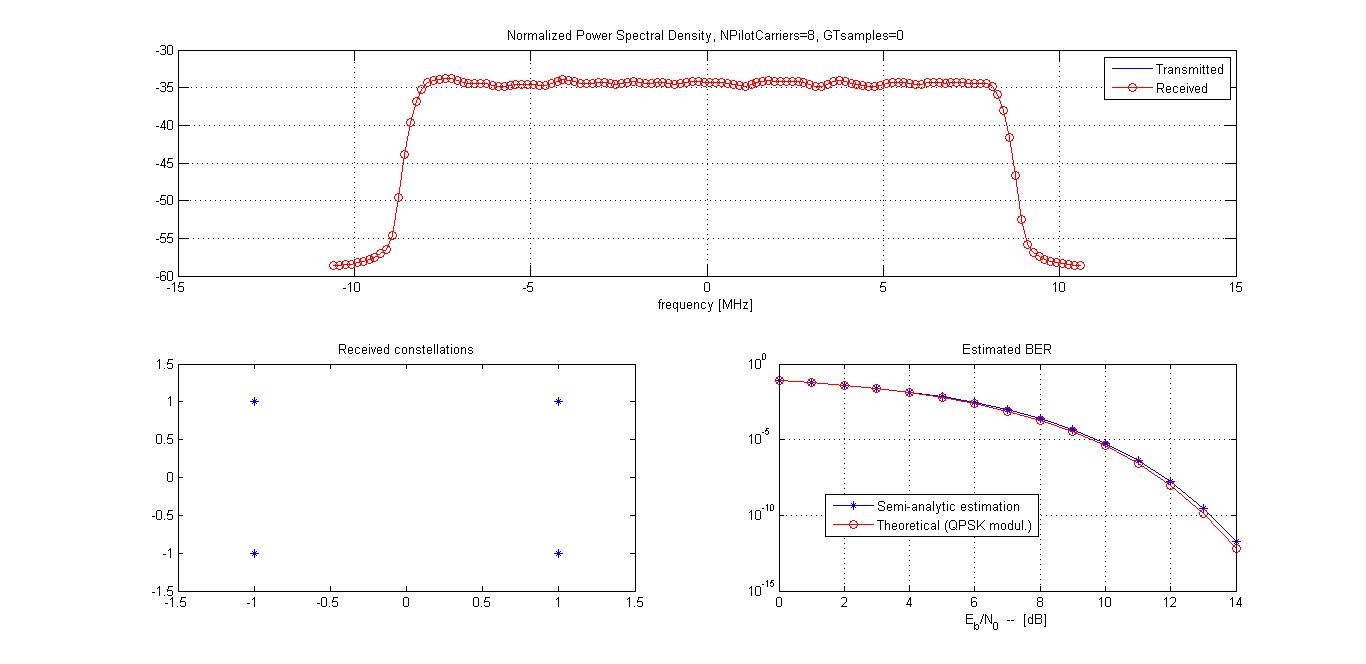 Normalized Power Spectral Density, NPilotCarriers=8, GTsamples=0
-30
-35
-40
-45
-50
-55
-60
Transmitted
Received
-15 -10 -5 0 5 10 15
frequency [MHz]
Received constellations
1.5
1
0.5
0
-0.5
-1
-1.5
-1.5 -1 -0.5 0 0.5 1 1.5
Estimated BER
10^0
10^-5
10^-10
10^-15
Semi-analytic estimation
Theoretical (QPSK modul.)
0 2 4 6 8 10 12 14
E_b/N_0 -- [dB]